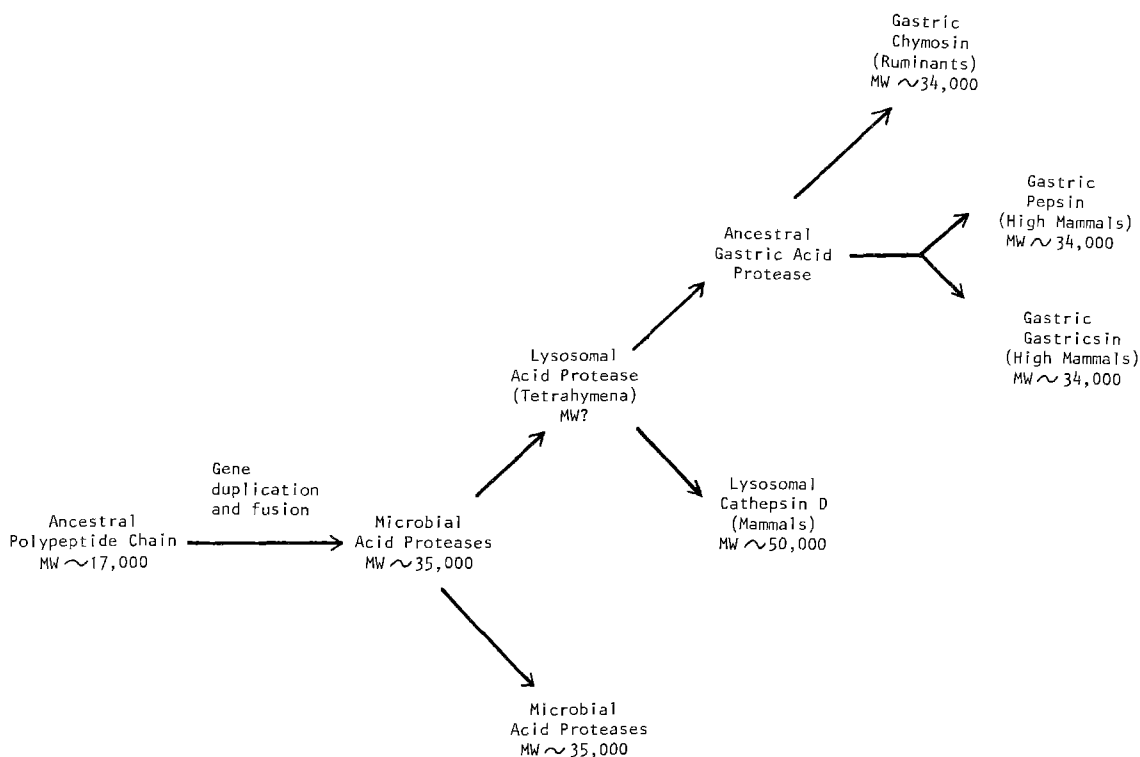 Gastric
Chymosin
(Ruminants)
MW ~34,000
Gastric
Pepsin
(High Mammals)
MW ~ 34,000
Ancestral
Gastric Acid
Protease
Gastric
Gastricsin
(High Mammals)
MW ~ 34,000
Lysosomal
Acid Protease
(Tetrahymena)
MW?
Lysosomal
Cathepsin D
(Mammals)
MW ~50,000
Gene
duplication
and fusion
Ancestral
Polypeptide Chain
MW ~17,000
Microbial
Acid Proteases
MW ~35,000
Microbial
Acid Proteases
MW ~35,000